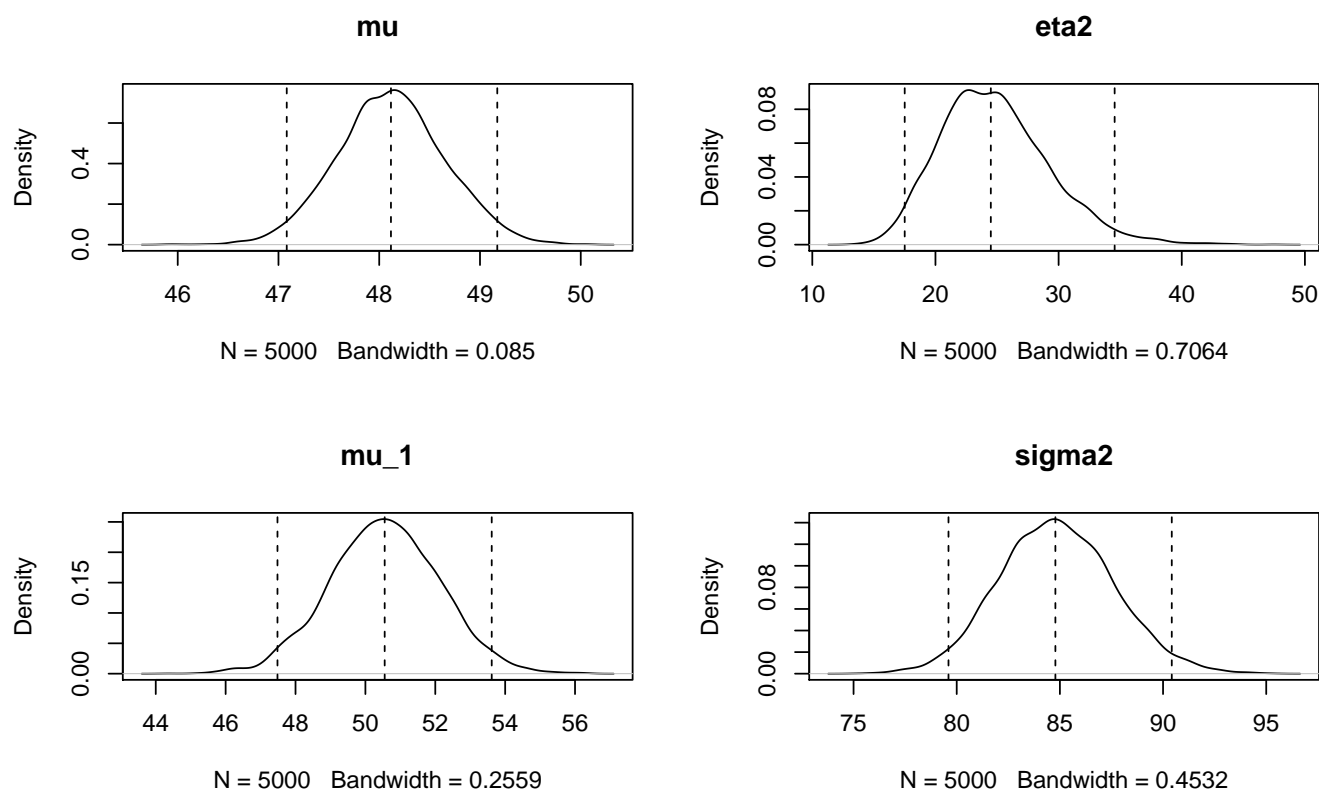 mu
Density
0.0
0.4
46
47
48
49
50
N = 5000 Bandwidth = 0.085
eta2
Density
0.00
0.04
0.08
10
20
30
40
50
N = 5000 Bandwidth = 0.7064
mu_1
Density
0.00
0.15
44
46
48
50
52
54
56
N = 5000 Bandwidth = 0.2559
sigma2
Density
0.00
0.08
75
80
85
90
95
N = 5000 Bandwidth = 0.4532